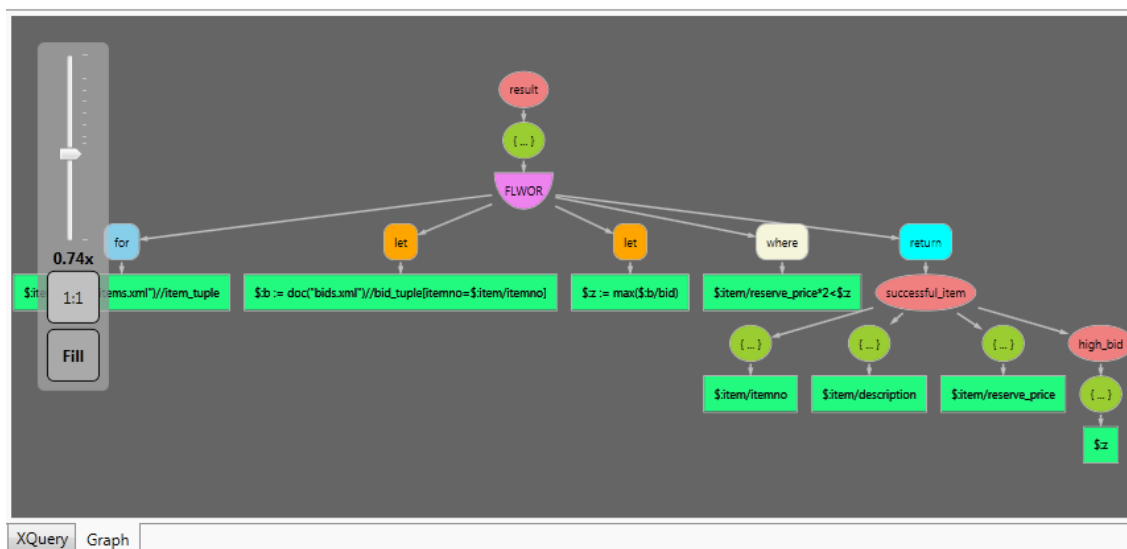 result
{ ... }
FLWOR
for
let
let
where
return
0.74x
$:ite
tems.xml")//item_tuple
$:b := doc("bids.xml")//bid_tuple[itemno=$:item/itemno]
$:z := max($:b/bid)
$:item/reserve_price*2<$:z
successful_item
1:1
Fill
{ ... }
{ ... }
{ ... }
high_bid
$:item/itemno
$:item/description
$:item/reserve_price
{ ... }
$:z
XQuery
Graph